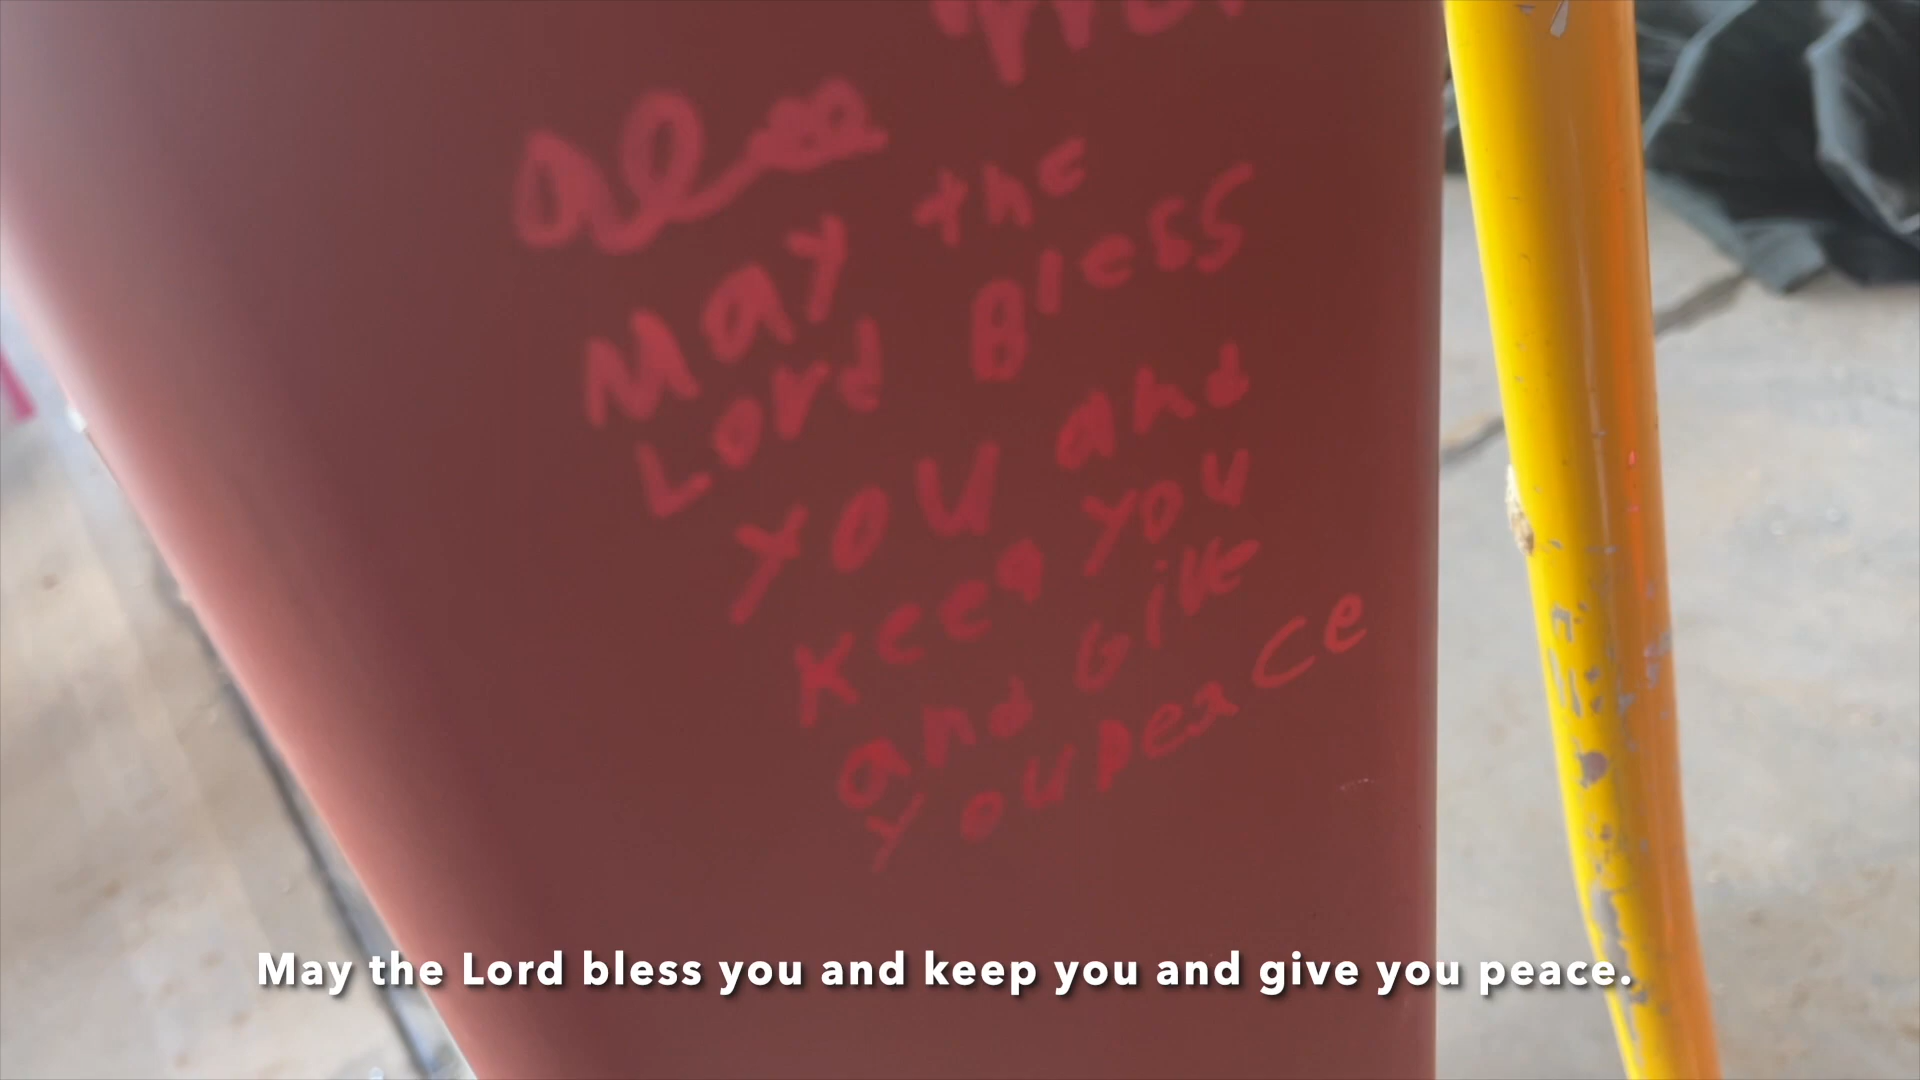 May the
Lord Bless
you and
Keep you
and Give
You peace
May the Lord bless you and keep you and give you peace.